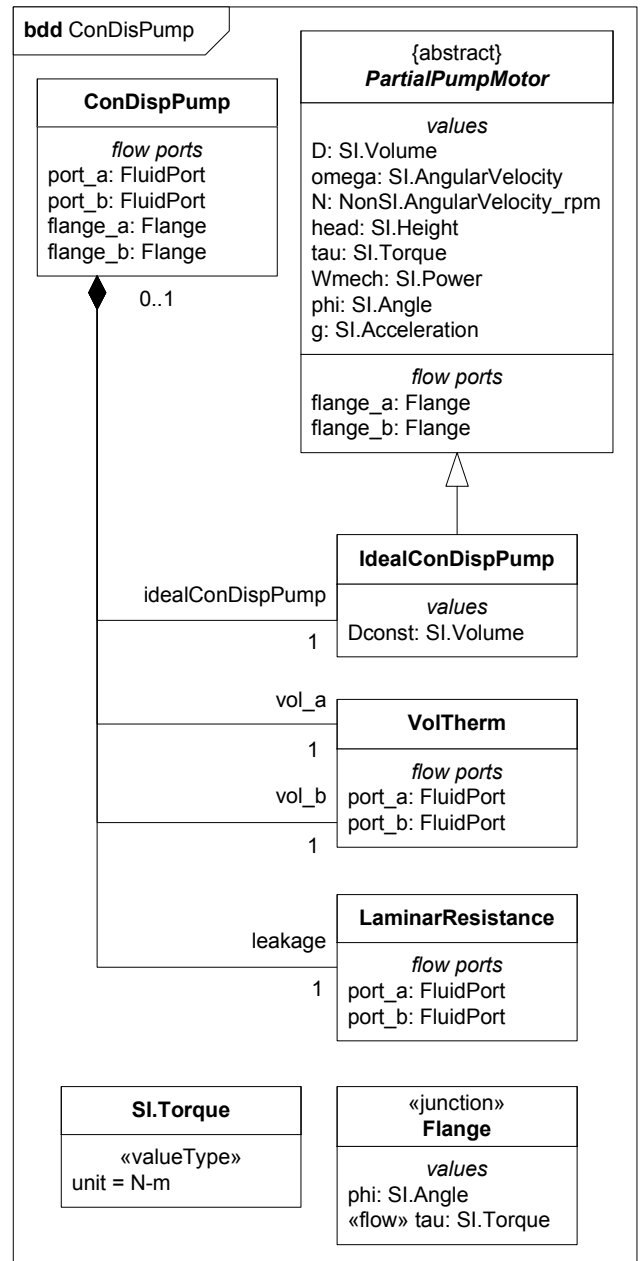 bdd ConDisPump
ConDispPump
flow ports
port_a: FluidPort
port_b: FluidPort
flange_a: Flange
flange_b: Flange
0..1
{abstract}
PartialPumpMotor
values
D: SI.Volume
omega: SI.AngularVelocity
N: NonSI.AngularVelocity_rpm
head: SI.Height
tau: SI.Torque
Wmech: SI.Power
phi: SI.Angle
g: SI.Acceleration
flow ports
flange_a: Flange
flange_b: Flange
idealConDispPump
1
IdealConDispPump
values
Dconst: SI.Volume
vol_a
1
vol_b
1
VolTherm
flow ports
port_a: FluidPort
port_b: FluidPort
leakage
1
LaminarResistance
flow ports
port_a: FluidPort
port_b: FluidPort
SI.Torque
«valueType»
unit = N-m
«junction»
Flange
values
phi: SI.Angle
«flow» tau: SI.Torque